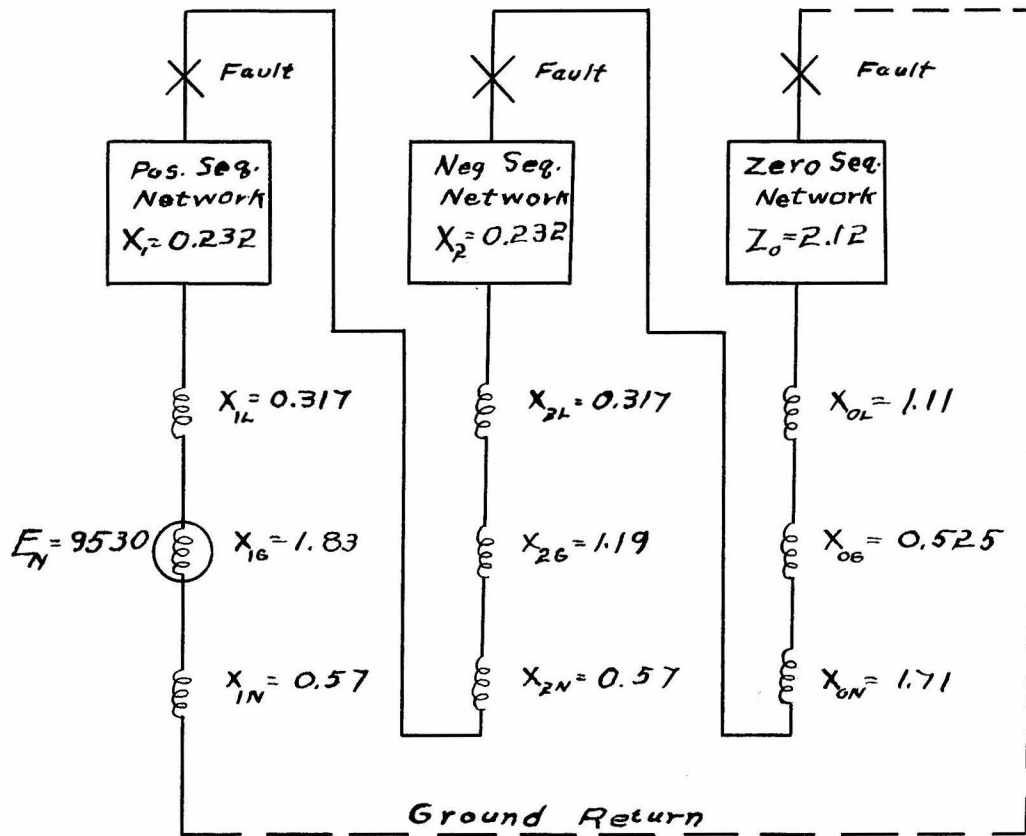 Fault
Fault
Fault
Pos. Seq.
Network
X₁=0.232
Neg Seq.
Network
X₂=0.232
Zero Seq.
Network
Z₀=2.12
X₁L=0.317
X₂L=0.317
X₀L=1.11
E_N=9530
X₁G=1.83
X₂G=1.19
X₀G=0.525
X₁N=0.57
X₂N=0.57
X₀N=1.71
Ground Return